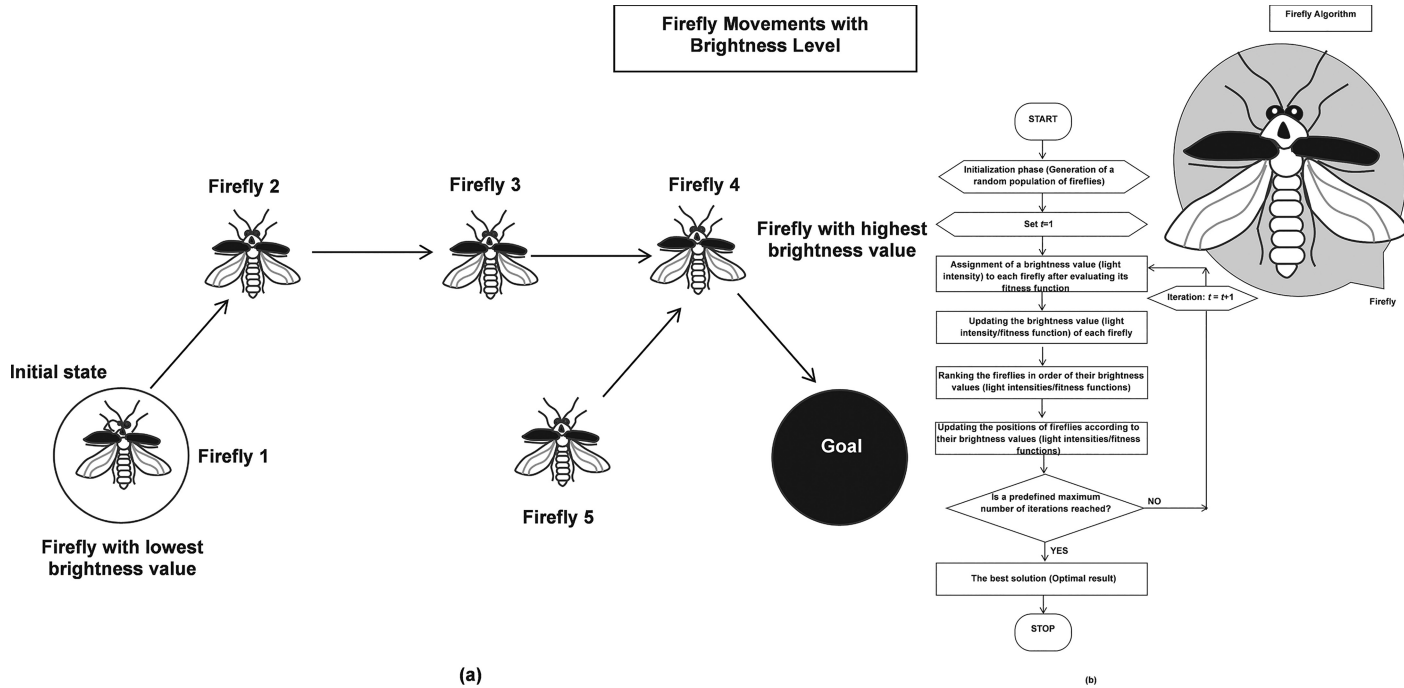 Firefly Movements with
Brightness Level
Firefly 2
Firefly 3
Firefly 4
Firefly with highest
brightness value
Initial state
Firefly 1
Goal
Firefly 5
Firefly with lowest
brightness value
(a)
Firefly Algorithm
START
Initialization phase (Generation of a
random population of fireflies)
Set t=1
Assignment of a brightness value (light
intensity) to each firefly after evaluating its
fitness function
Iteration: t = t+1
Firefly
Updating the brightness value (light
intensity/fitness function) of each firefly
Ranking the fireflies in order of their brightness
values (light intensities/fitness functions)
Updating the positions of fireflies according to
their brightness values (light intensities/fitness
functions)
Is a predefined maximum
number of iterations reached?
NO
YES
The best solution (Optimal result)
STOP
(b)